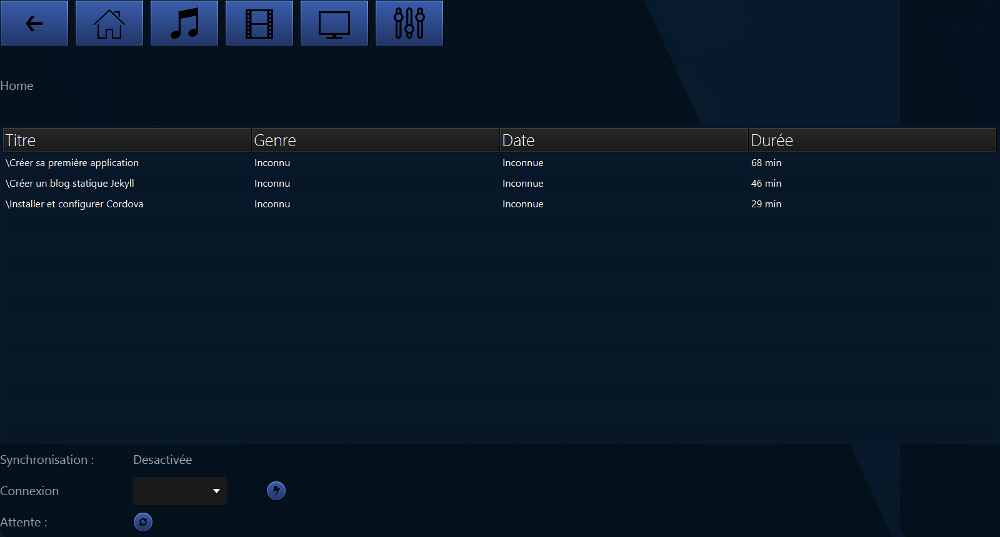 Home
Titre Genre Date Durée
\Créer sa première application Inconnu Inconnue 68 min
\Créer un blog statique Jekyll Inconnu Inconnue 46 min
\Installer et configurer Cordova Inconnu Inconnue 29 min
Synchronisation : Desactivée
Connexion
Attente :